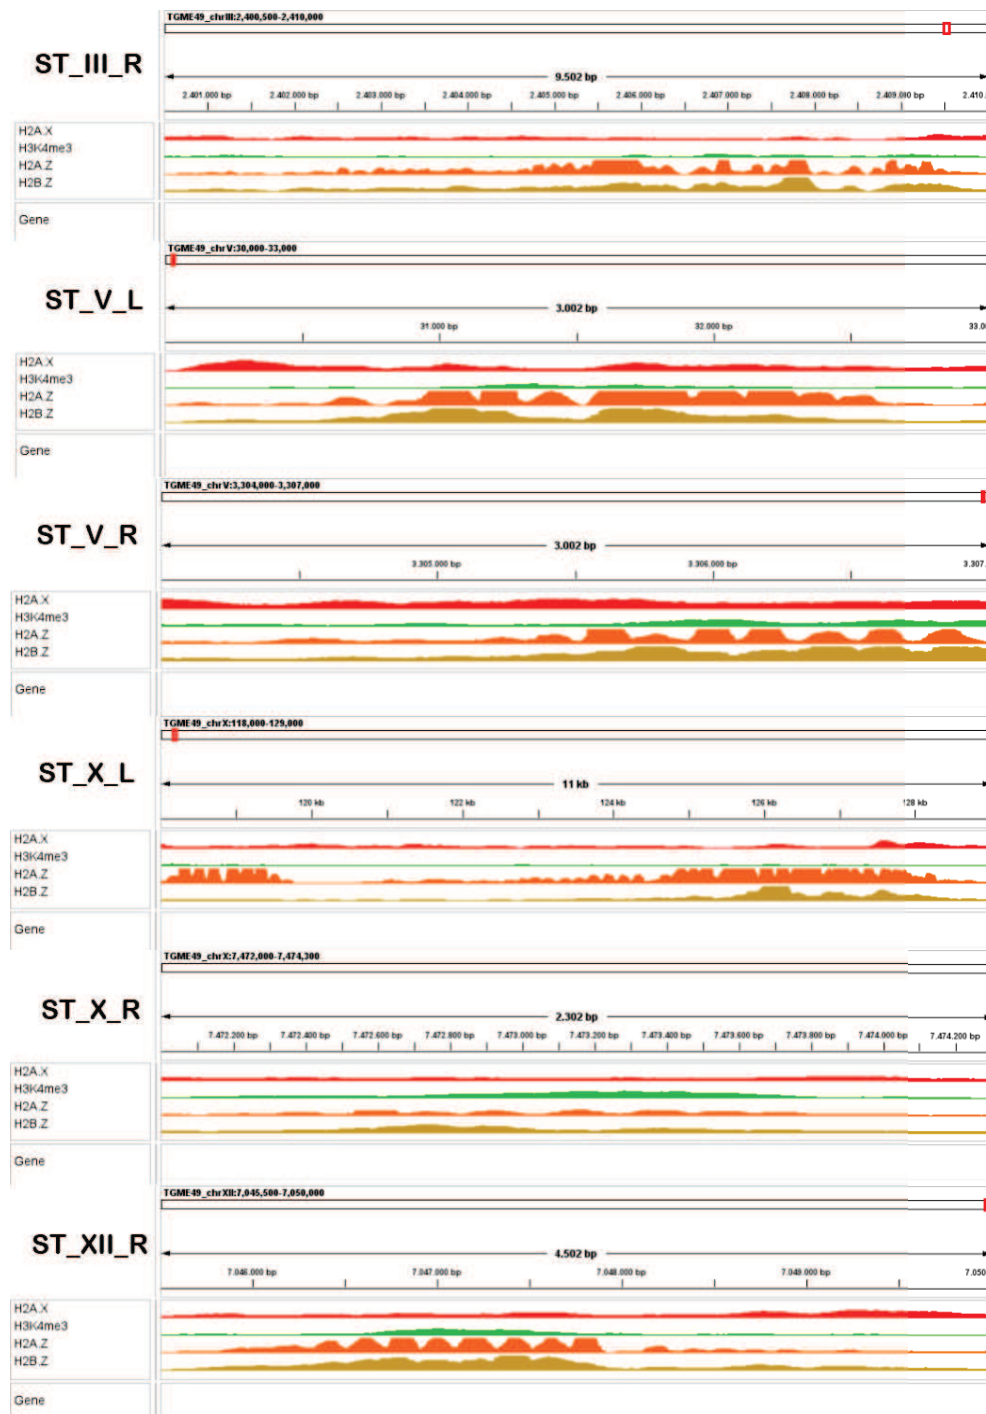 TGME49_chrIII:2,400,500-2,410,000
ST_III_R
9.502 bp
2.401.000 bp 2.402.000 bp 2.403.000 bp 2.404.000 bp 2.405.000 bp 2.406.000 bp 2.407.000 bp 2.408.000 bp 2.409.000 bp 2.410.
H2A.X
H3K4me3
H2A.Z
H2B.Z
Gene
TGME49_chrV:30,000-33,000
ST_V_L
3.002 bp
31.000 bp 32.000 bp 33.00
H2A.X
H3K4me3
H2A.Z
H2B.Z
Gene
TGME49_chrV:3,304,000-3,307,000
ST_V_R
3.002 bp
3.305.000 bp 3.306.000 bp 3.307.
H2A.X
H3K4me3
H2A.Z
H2B.Z
Gene
TGME49_chrX:118,000-129,000
ST_X_L
11 kb
120 kb 122 kb 124 kb 126 kb 128 kb
H2A.X
H3K4me3
H2A.Z
H2B.Z
Gene
TGME49_chrX:7,472,000-7,474,300
ST_X_R
2.302 bp
7.472.200 bp 7.472.400 bp 7.472.600 bp 7.472.800 bp 7.473.000 bp 7.473.200 bp 7.473.400 bp 7.473.600 bp 7.473.800 bp 7.474.000 bp 7.474.200 bp
H2A.X
H3K4me3
H2A.Z
H2B.Z
Gene
TGME49_chrXII:7,045,500-7,050,000
ST_XII_R
4.502 bp
7.046.000 bp 7.047.000 bp 7.048.000 bp 7.049.000 bp 7.050
H2A.X
H3K4me3
H2A.Z
H2B.Z
Gene